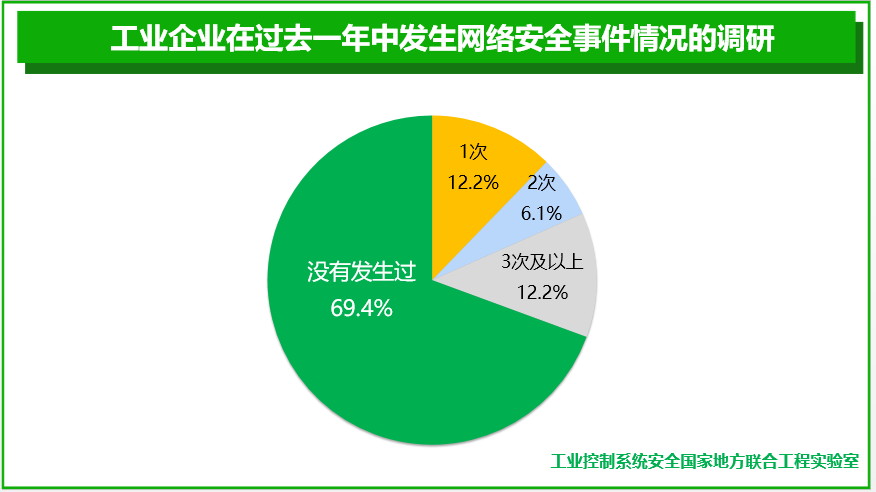 工业企业在过去一年中发生网络安全事件情况的调研
1次
12.2%
2次
6.1%
3次及以上
12.2%
没有发生过
69.4%
工业控制系统安全国家地方联合工程实验室